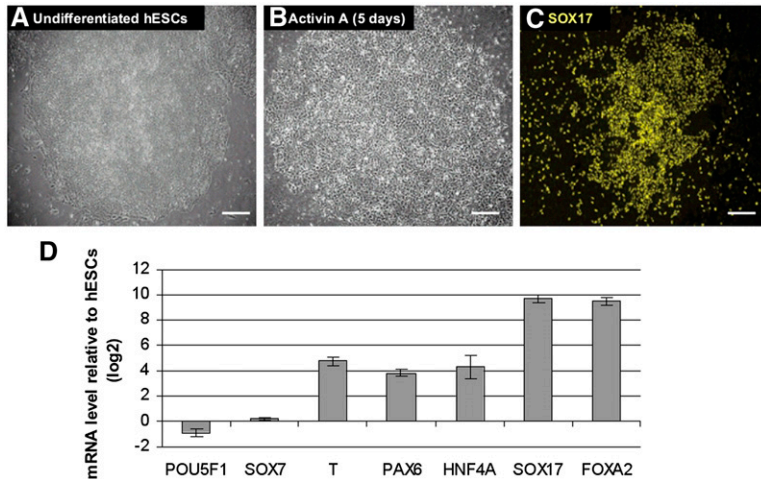 A Undifferentiated hESCs
B Activin A (5 days)
C SOX17
D
mRNA level relative to hESCs
(log2)
12
10
8
6
4
2
0
-2
POU5F1 SOX7 T PAX6 HNF4A SOX17 FOXA2